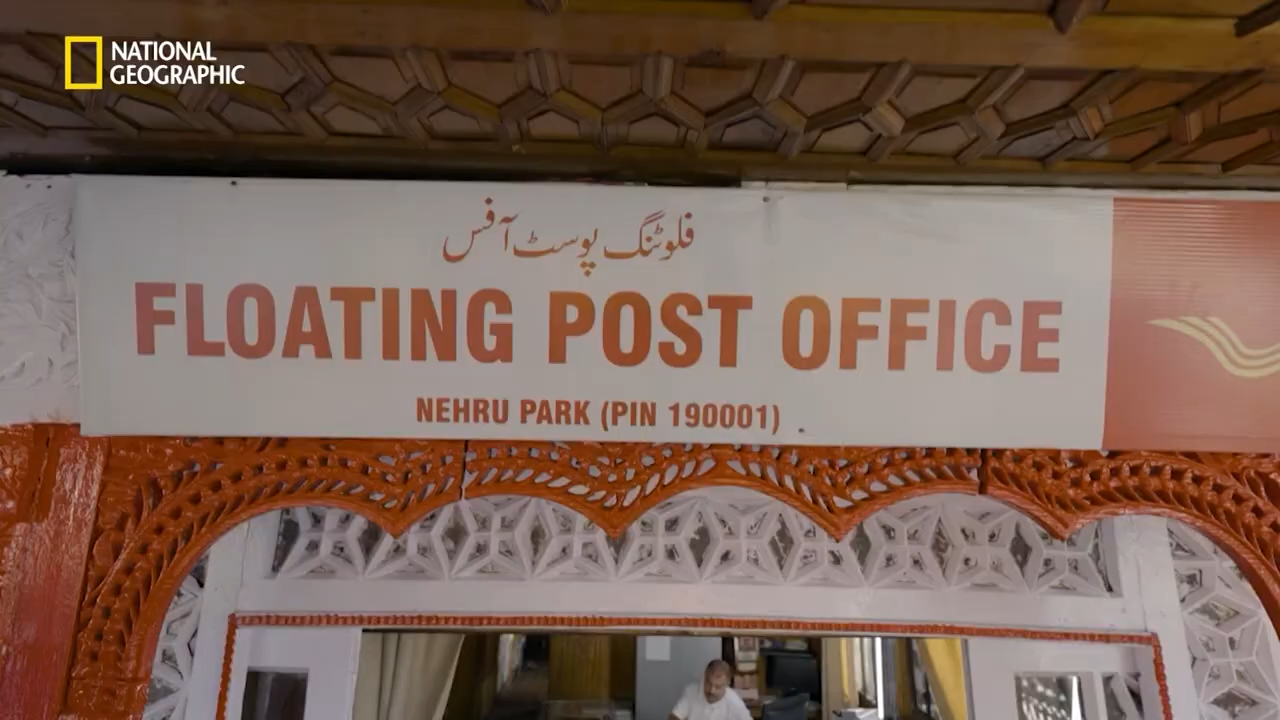 NATIONAL
GEOGRAPHIC
فلوٹنگ پوسٹ آفس
FLOATING POST OFFICE
NEHRU PARK (PIN 190001)